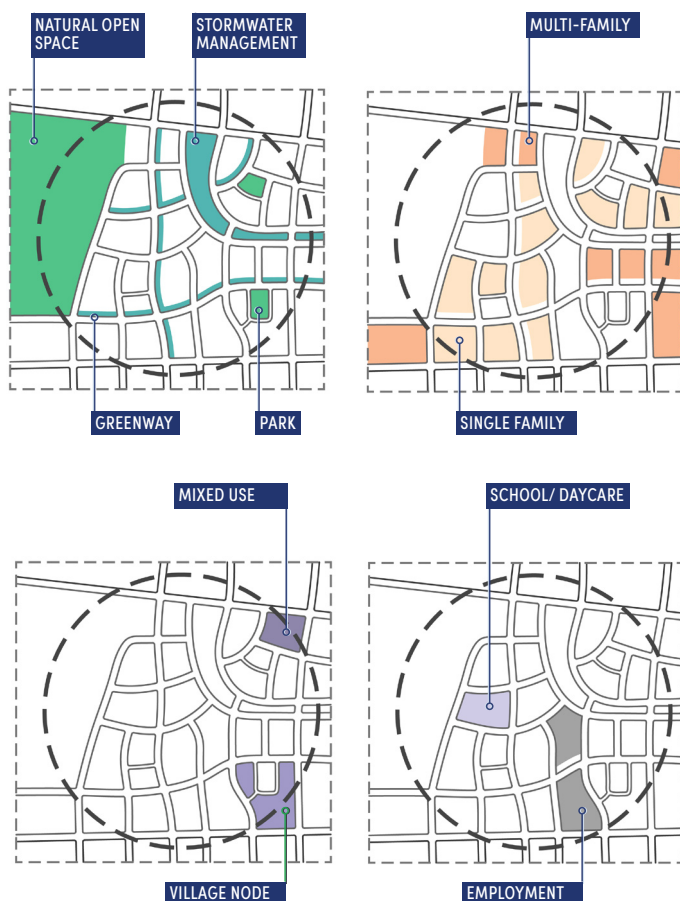 NATURAL OPEN
SPACE
STORMWATER
MANAGEMENT
MULTI-FAMILY
GREENWAY
PARK
SINGLE FAMILY
MIXED USE
SCHOOL/ DAYCARE
VILLAGE NODE
EMPLOYMENT